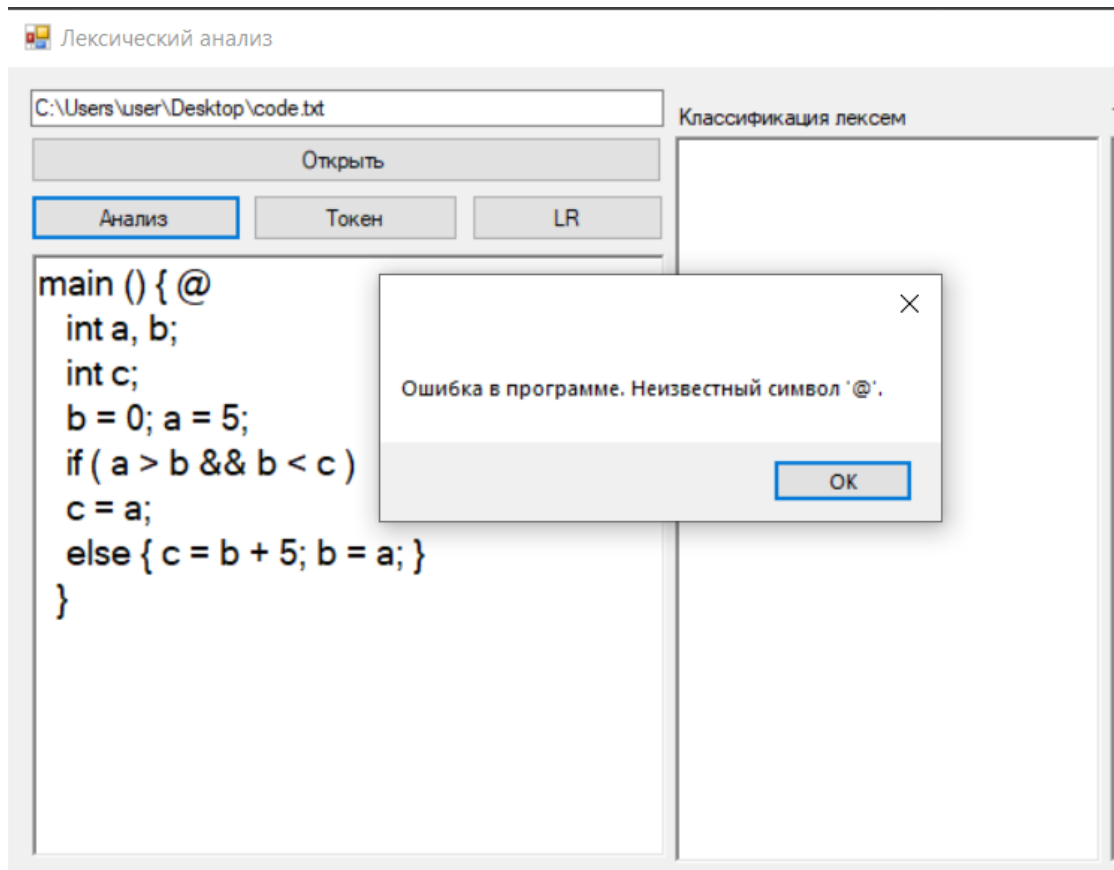 Лексический анализ
C:\Users\user\Desktop\code.txt
Открыть
Анализ
Токен
LR
Классификация лексем
main () { @
int a, b;
int c;
b = 0; a = 5;
if ( a > b && b < c )
c = a;
else { c = b + 5; b = a; }
}
Ошибка в программе. Неизвестный символ '@'.
OK